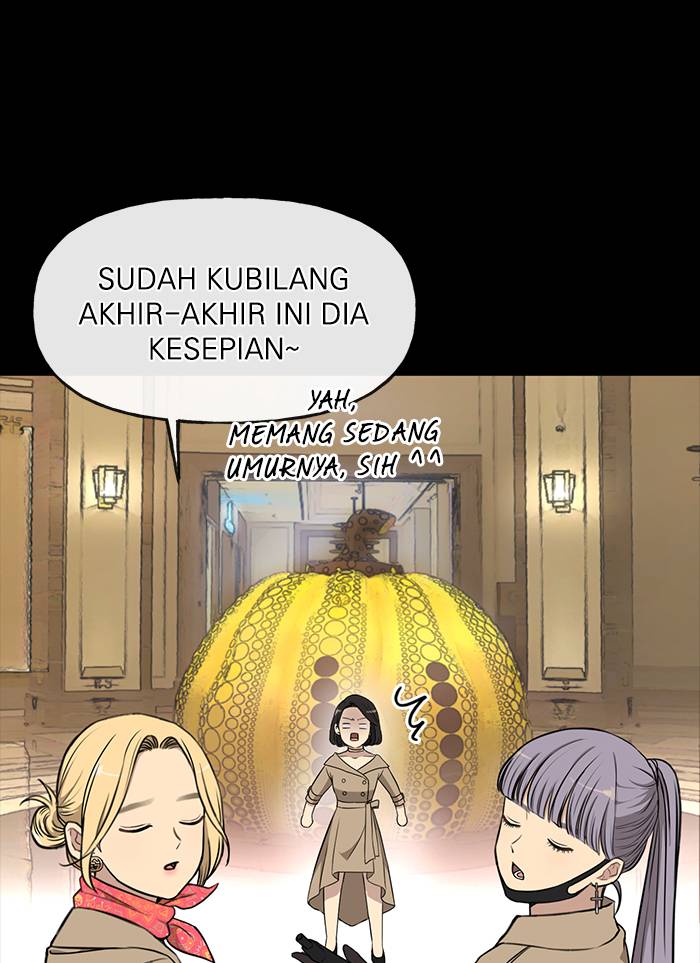 SUDAH KUBILANG
AKHIR-AKHIR INI DIA
KESEPIAN~
YAH,
MEMANG SEDANG
UMURNYA, SIH ^^